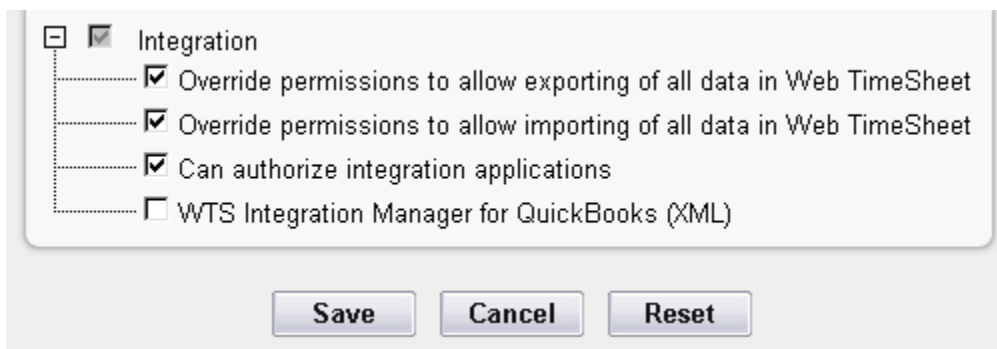 Integration
Override permissions to allow exporting of all data in Web TimeSheet
Override permissions to allow importing of all data in Web TimeSheet
Can authorize integration applications
WTS Integration Manager for QuickBooks (XML)
Save Cancel Reset